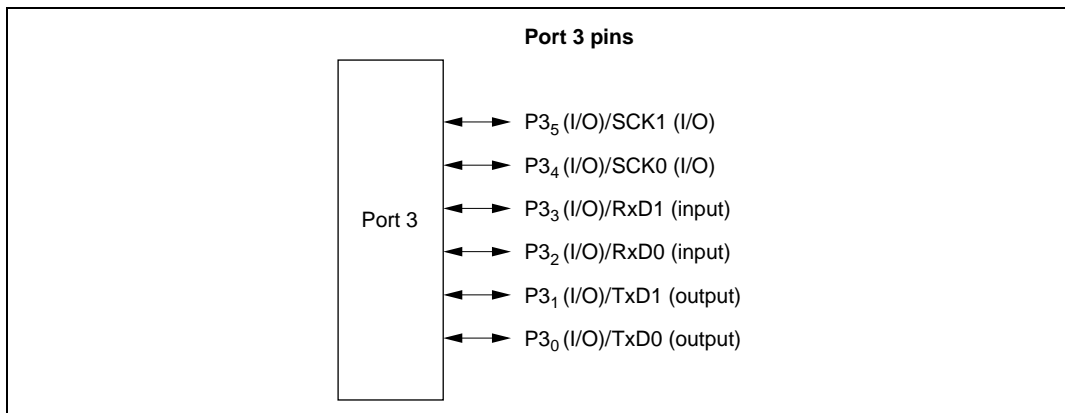 Port 3 pins
P3₅ (I/O)/SCK1 (I/O)
P3₄ (I/O)/SCK0 (I/O)
P3₃ (I/O)/RxD1 (input)
Port 3
P3₂ (I/O)/RxD0 (input)
P3₁ (I/O)/TxD1 (output)
P3₀ (I/O)/TxD0 (output)